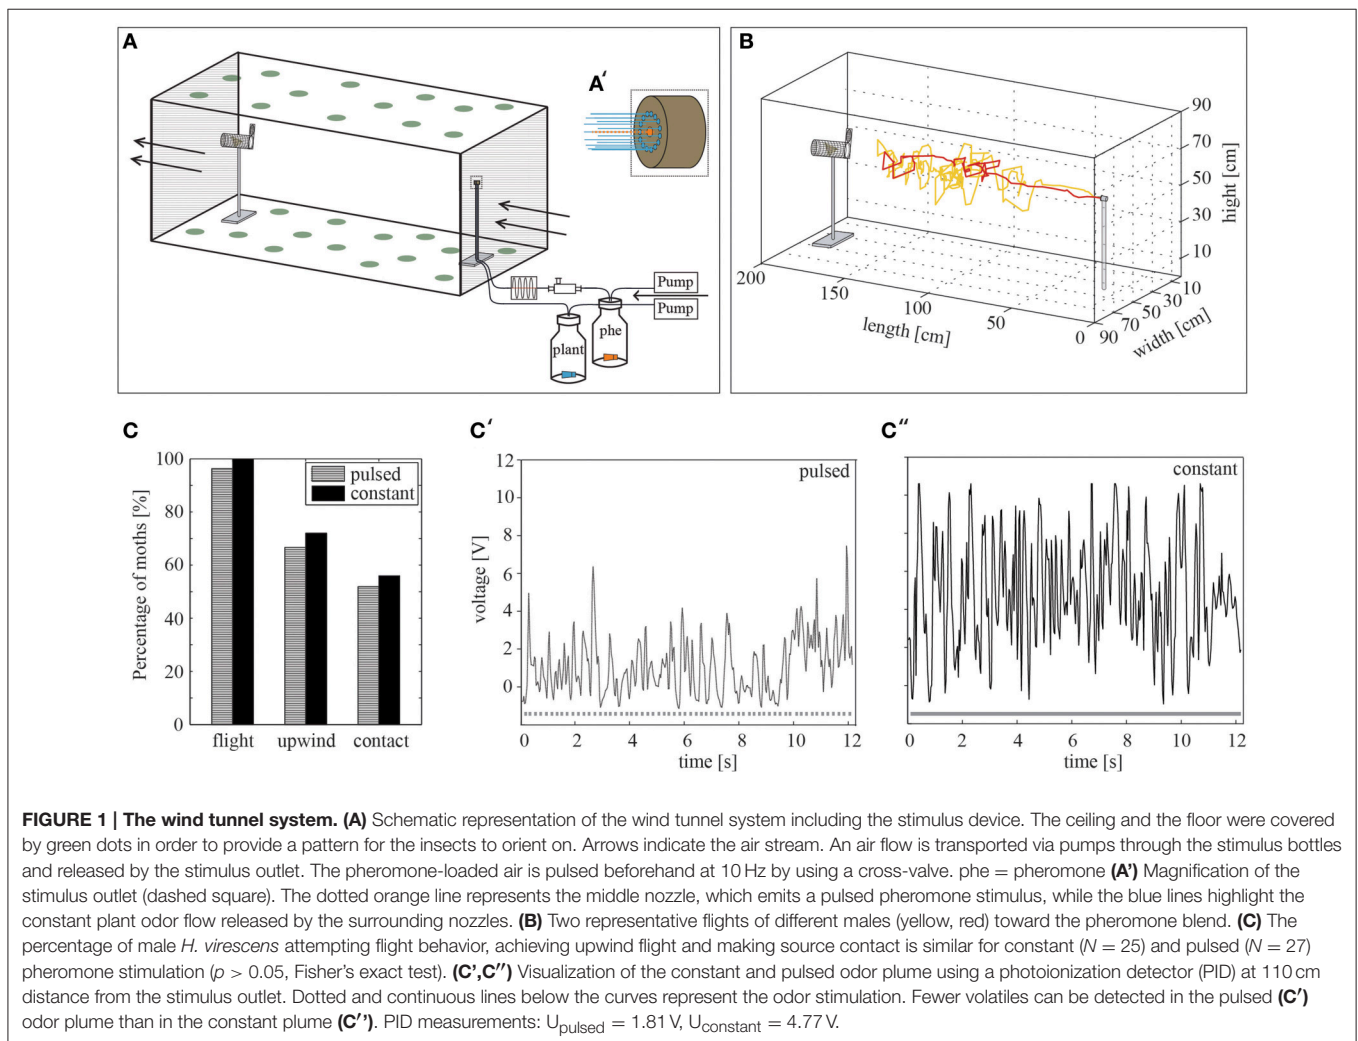 A
A′
Pump
Pump
plant
phe
B
90
70
50
30
10
hight [cm]
200
150
100
50
0
length [cm]
90
70
50
30
10
width [cm]
C
100
80
60
40
20
0
Percentage of moths [%]
pulsed
constant
flight upwind contact
C′
pulsed
12
10
8
6
4
2
0
voltage [V]
0 2 4 6 8 10 12
time [s]
C″
constant
0 2 4 6 8 10 12
time [s]
FIGURE 1 | The wind tunnel system. (A) Schematic representation of the wind tunnel system including the stimulus device. The ceiling and the floor were covered
by green dots in order to provide a pattern for the insects to orient on. Arrows indicate the air stream. An air flow is transported via pumps through the stimulus bottles
and released by the stimulus outlet. The pheromone-loaded air is pulsed beforehand at 10 Hz by using a cross-valve. phe = pheromone (A’) Magnification of the
stimulus outlet (dashed square). The dotted orange line represents the middle nozzle, which emits a pulsed pheromone stimulus, while the blue lines highlight the
constant plant odor flow released by the surrounding nozzles. (B) Two representative flights of different males (yellow, red) toward the pheromone blend. (C) The
percentage of male H. virescens attempting flight behavior, achieving upwind flight and making source contact is similar for constant (N = 25) and pulsed (N = 27)
pheromone stimulation (p > 0.05, Fisher’s exact test). (C’,C″) Visualization of the constant and pulsed odor plume using a photoionization detector (PID) at 110 cm
distance from the stimulus outlet. Dotted and continuous lines below the curves represent the odor stimulation. Fewer volatiles can be detected in the pulsed (C′)
odor plume than in the constant plume (C‘’). PID measurements: Upulsed = 1.81 V, Uconstant = 4.77 V.